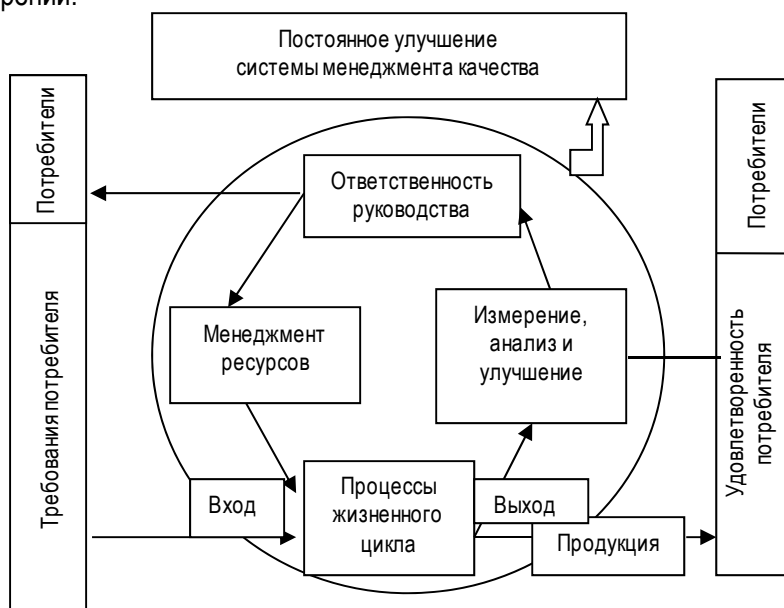 Постоянное улучшение
системы менеджмента качества
Потребители
Требования потребителя
Ответственность
руководства
Менеджмент
ресурсов
Измерение,
анализ и
улучшение
Вход
Процессы
жизненного
цикла
Выход
Продукция
Потребители
Удовлетворенность
потребителя